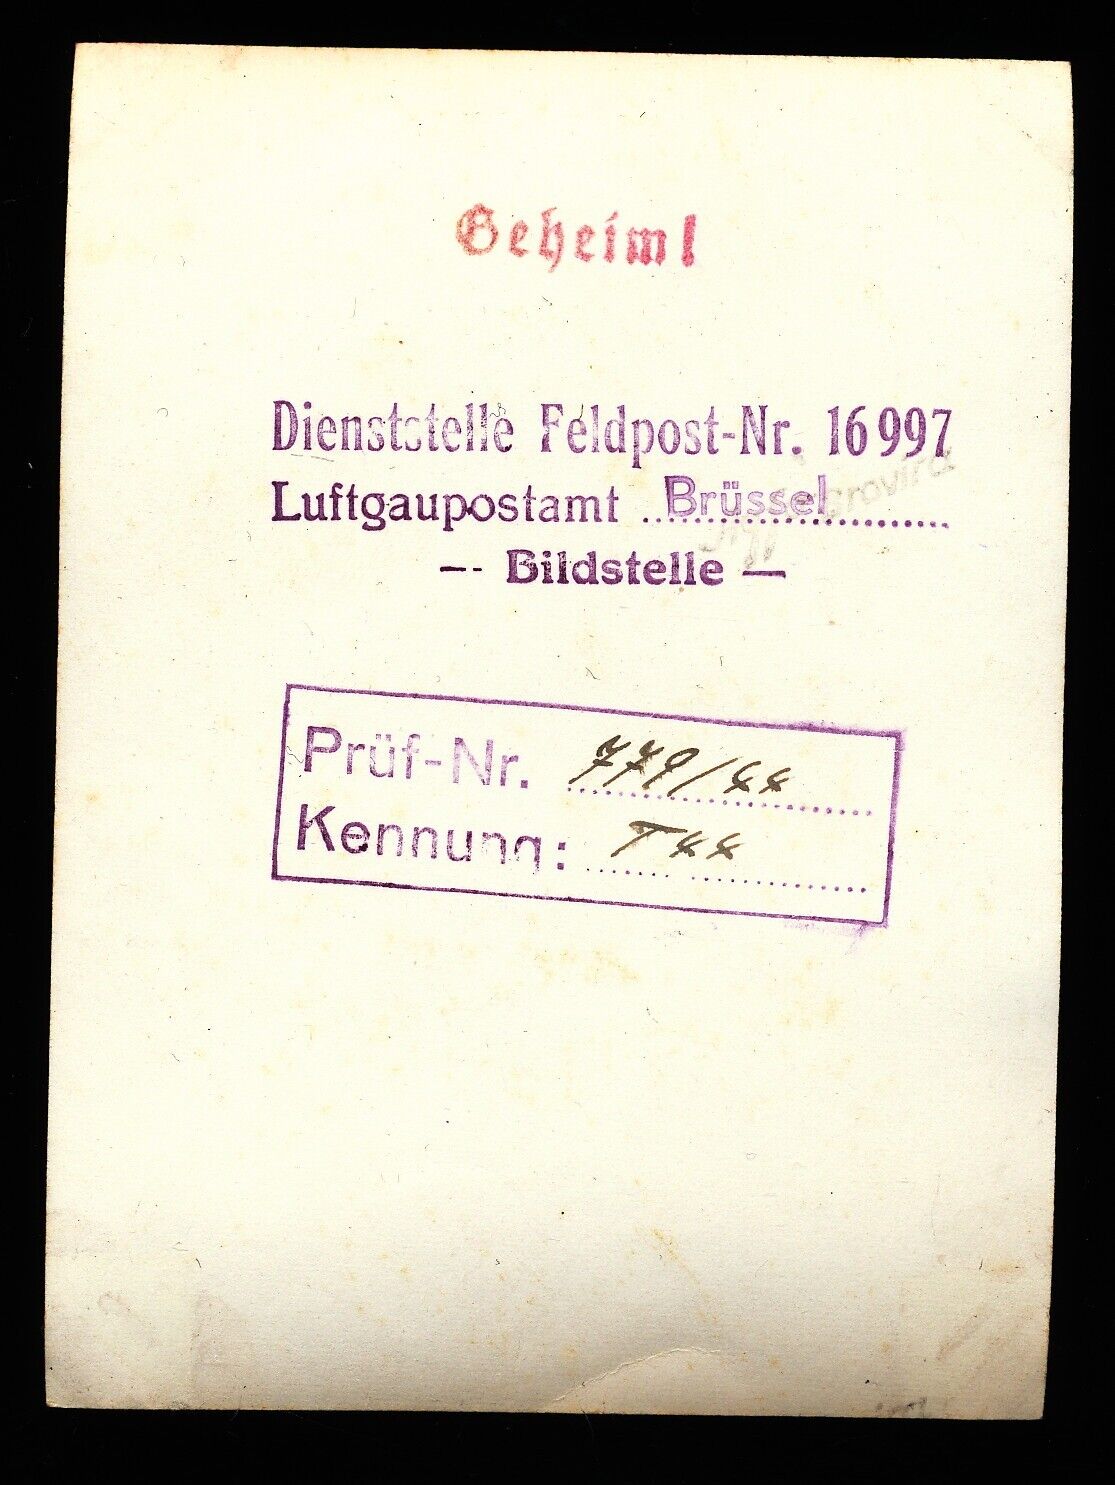 Geheim!
Dienststelle Feldpost-Nr. 16997
Luftgaupostamt Brüssel
-- Bildstelle —
Prüf-Nr. 779/44
Kennung: T44